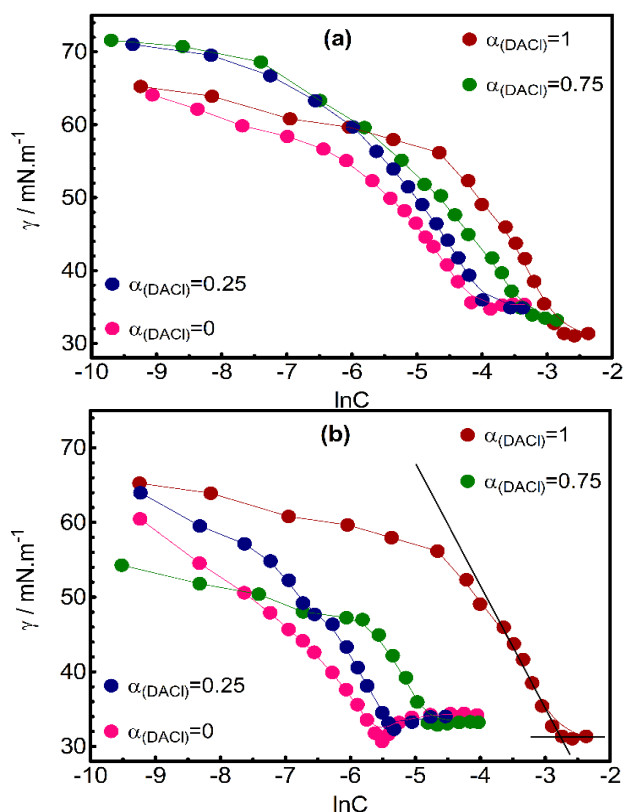 (a)
α(DACl)=1
α(DACl)=0.75
α(DACl)=0.25
α(DACl)=0
γ / mN.m-1
70
60
50
40
30
-10 -9 -8 -7 -6 -5 -4 -3 -2
lnC
(b)
α(DACl)=1
α(DACl)=0.75
α(DACl)=0.25
α(DACl)=0
γ / mN.m-1
70
60
50
40
30
-10 -9 -8 -7 -6 -5 -4 -3 -2
lnC